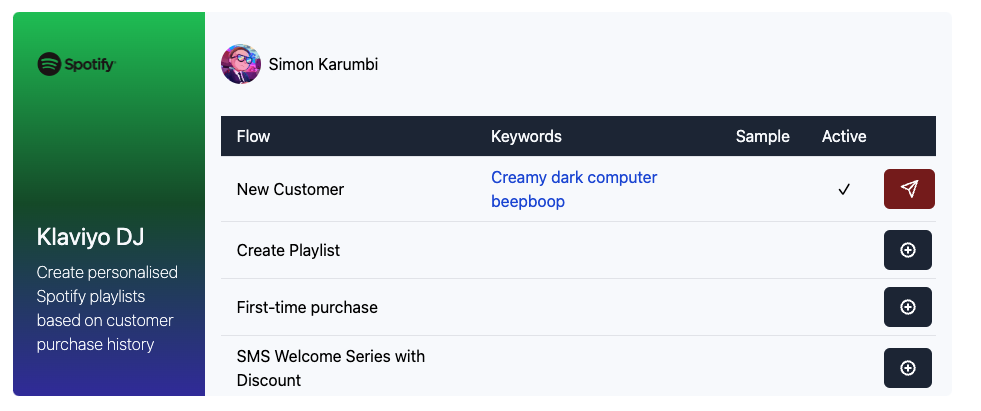 Spotify
Klaviyo DJ
Create personalised
Spotify playlists
based on customer
purchase history
Simon Karumbi
Flow Keywords Sample Active
New Customer
Creamy dark computer
beepboop
Create Playlist
First-time purchase
SMS Welcome Series with
Discount